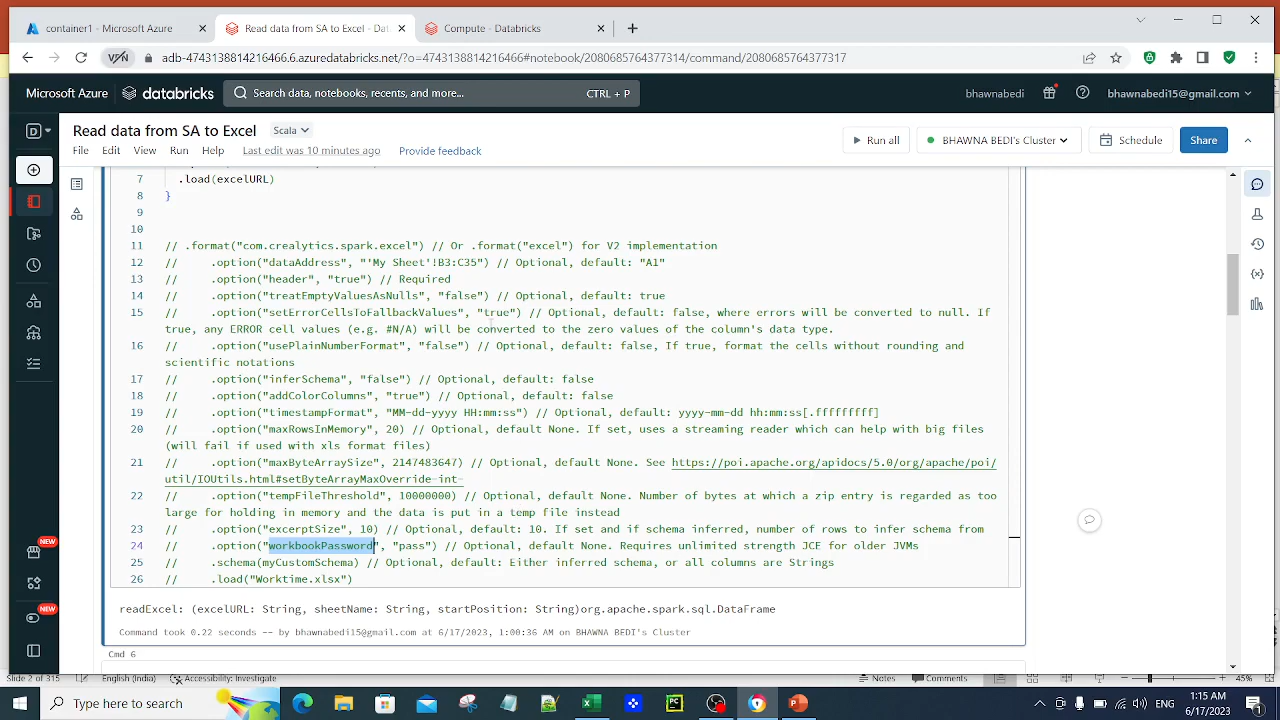 container1 - Microsoft Azure
Read data from SA to Excel - Dat
Compute - Databricks
adb-4743138814216466.6.azuredatabricks.net/?o=4743138814216466#notebook/2080685764377314/command/2080685764377317
Microsoft Azure
databricks
Search data, notebooks, recents, and more...
CTRL + P
bhawnabedi
bhawnabedi15@gmail.com
D
Read data from SA to Excel
Scala
File Edit View Run Help Last edit was 10 minutes ago Provide feedback
Run all
BHAWNA BEDI's Cluster
Schedule
Share
7 .load(excelURL)
8 }
9
10
11 // .format("com.crealytics.spark.excel") // Or .format("excel") for V2 implementation
12 // .option("dataAddress", "'My Sheet'!B3:C35") // Optional, default: "A1"
13 // .option("header", "true") // Required
14 // .option("treatEmptyValuesAsNulls", "false") // Optional, default: true
15 // .option("setErrorCellsToFallbackValues", "true") // Optional, default: false, where errors will be converted to null. If
true, any ERROR cell values (e.g. #N/A) will be converted to the zero values of the column's data type.
16 // .option("usePlainNumberFormat", "false") // Optional, default: false, If true, format the cells without rounding and
scientific notations
17 // .option("inferSchema", "false") // Optional, default: false
18 // .option("addColorColumns", "true") // Optional, default: false
19 // .option("timestampFormat", "MM-dd-yyyy HH:mm:ss") // Optional, default: yyyy-mm-dd hh:mm:ss[.fffffffff]
20 // .option("maxRowsInMemory", 20) // Optional, default None. If set, uses a streaming reader which can help with big files
(will fail if used with xls format files)
21 // .option("maxByteArraySize", 2147483647) // Optional, default None. See https://poi.apache.org/apidocs/5.0/org/apache/poi/
util/IOUtils.html#setByteArrayMaxOverride-int-
22 // .option("tempFileThreshold", 10000000) // Optional, default None. Number of bytes at which a zip entry is regarded as too
large for holding in memory and the data is put in a temp file instead
23 // .option("excerptSize", 10) // Optional, default: 10. If set and if schema inferred, number of rows to infer schema from
24 // .option("workbookPassword", "pass") // Optional, default None. Requires unlimited strength JCE for older JVMs
25 // .schema(myCustomSchema) // Optional, default: Either inferred schema, or all columns are Strings
26 // .load("Worktime.xlsx")
NEW
NEW
readExcel: (excelURL: String, sheetName: String, startPosition: String)org.apache.spark.sql.DataFrame
Command took 0.22 seconds -- by bhawnabedi15@gmail.com at 6/17/2023, 1:00:36 AM on BHAWNA BEDI's Cluster
Cmd 6
Slide 2 of 315
English (India)
Accessibility: Investigate
Notes
Comments
45%
Type here to search
ENG
1:15 AM
6/17/2023